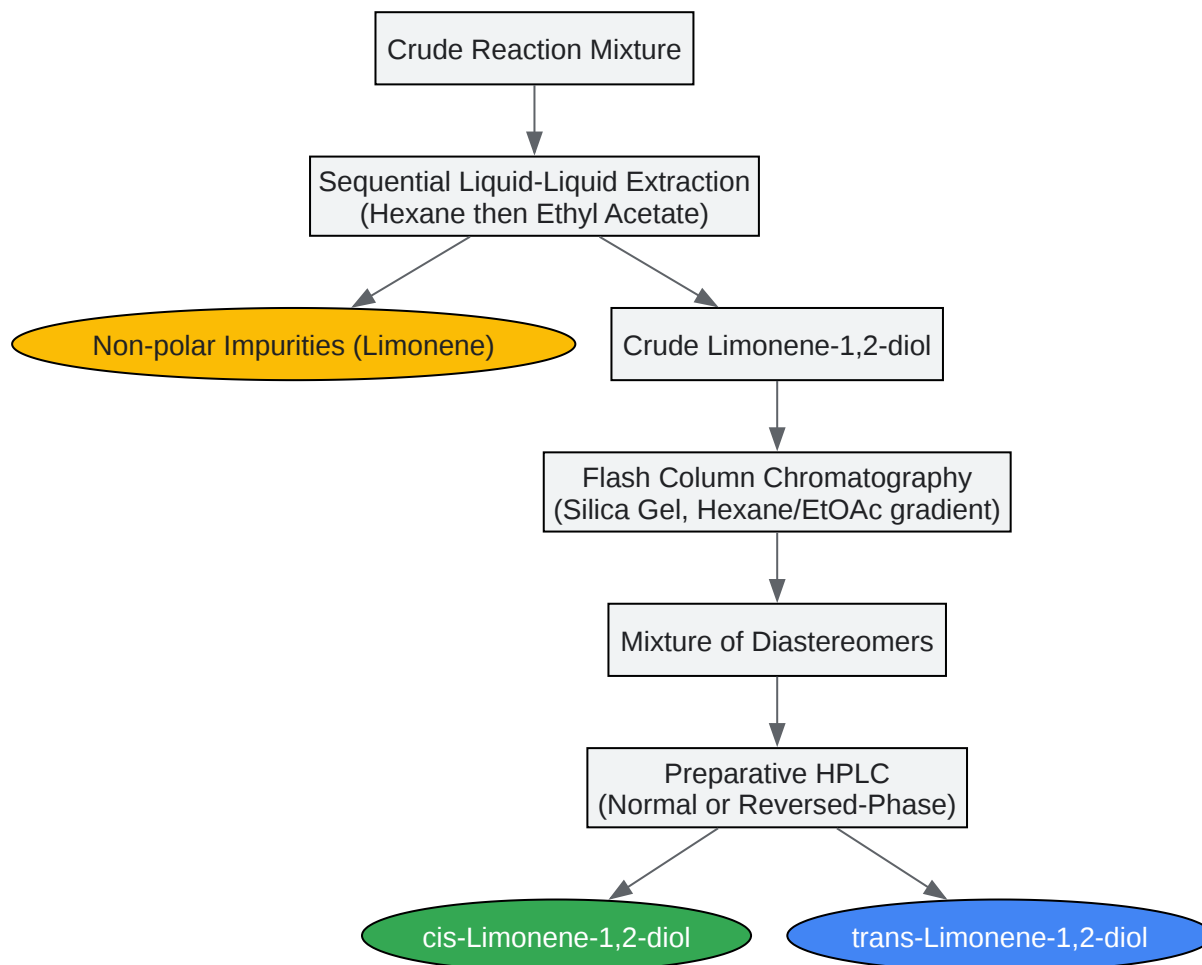 Crude Reaction Mixture
Sequential Liquid-Liquid Extraction
(Hexane then Ethyl Acetate)
Non-polar Impurities (Limonene)
Crude Limonene-1,2-diol
Flash Column Chromatography
(Silica Gel, Hexane/EtOAc gradient)
Mixture of Diastereomers
Preparative HPLC
(Normal or Reversed-Phase)
cis-Limonene-1,2-diol
trans-Limonene-1,2-diol